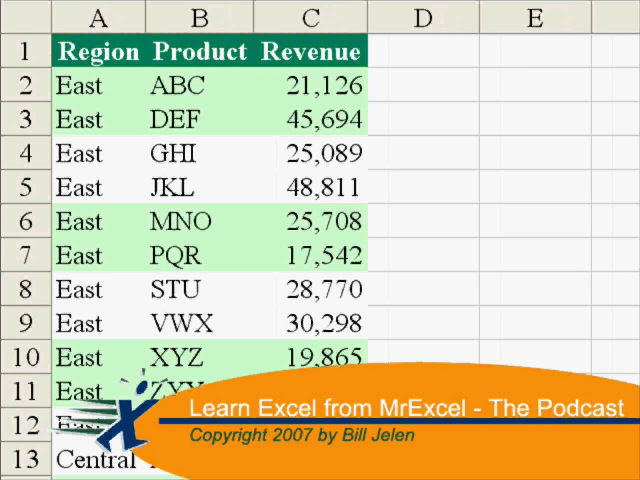 A B C D E
1 Region Product Revenue
2 East ABC 21,126
3 East DEF 45,694
4 East GHI 25,089
5 East JKL 48,811
6 East MNO 25,708
7 East PQR 17,542
8 East STU 28,770
9 East VWX 30,298
10 East XYZ 19,865
11 East
12 East
13 Central
Learn Excel from MrExcel - The Podcast
Copyright 2007 by Bill Jelen